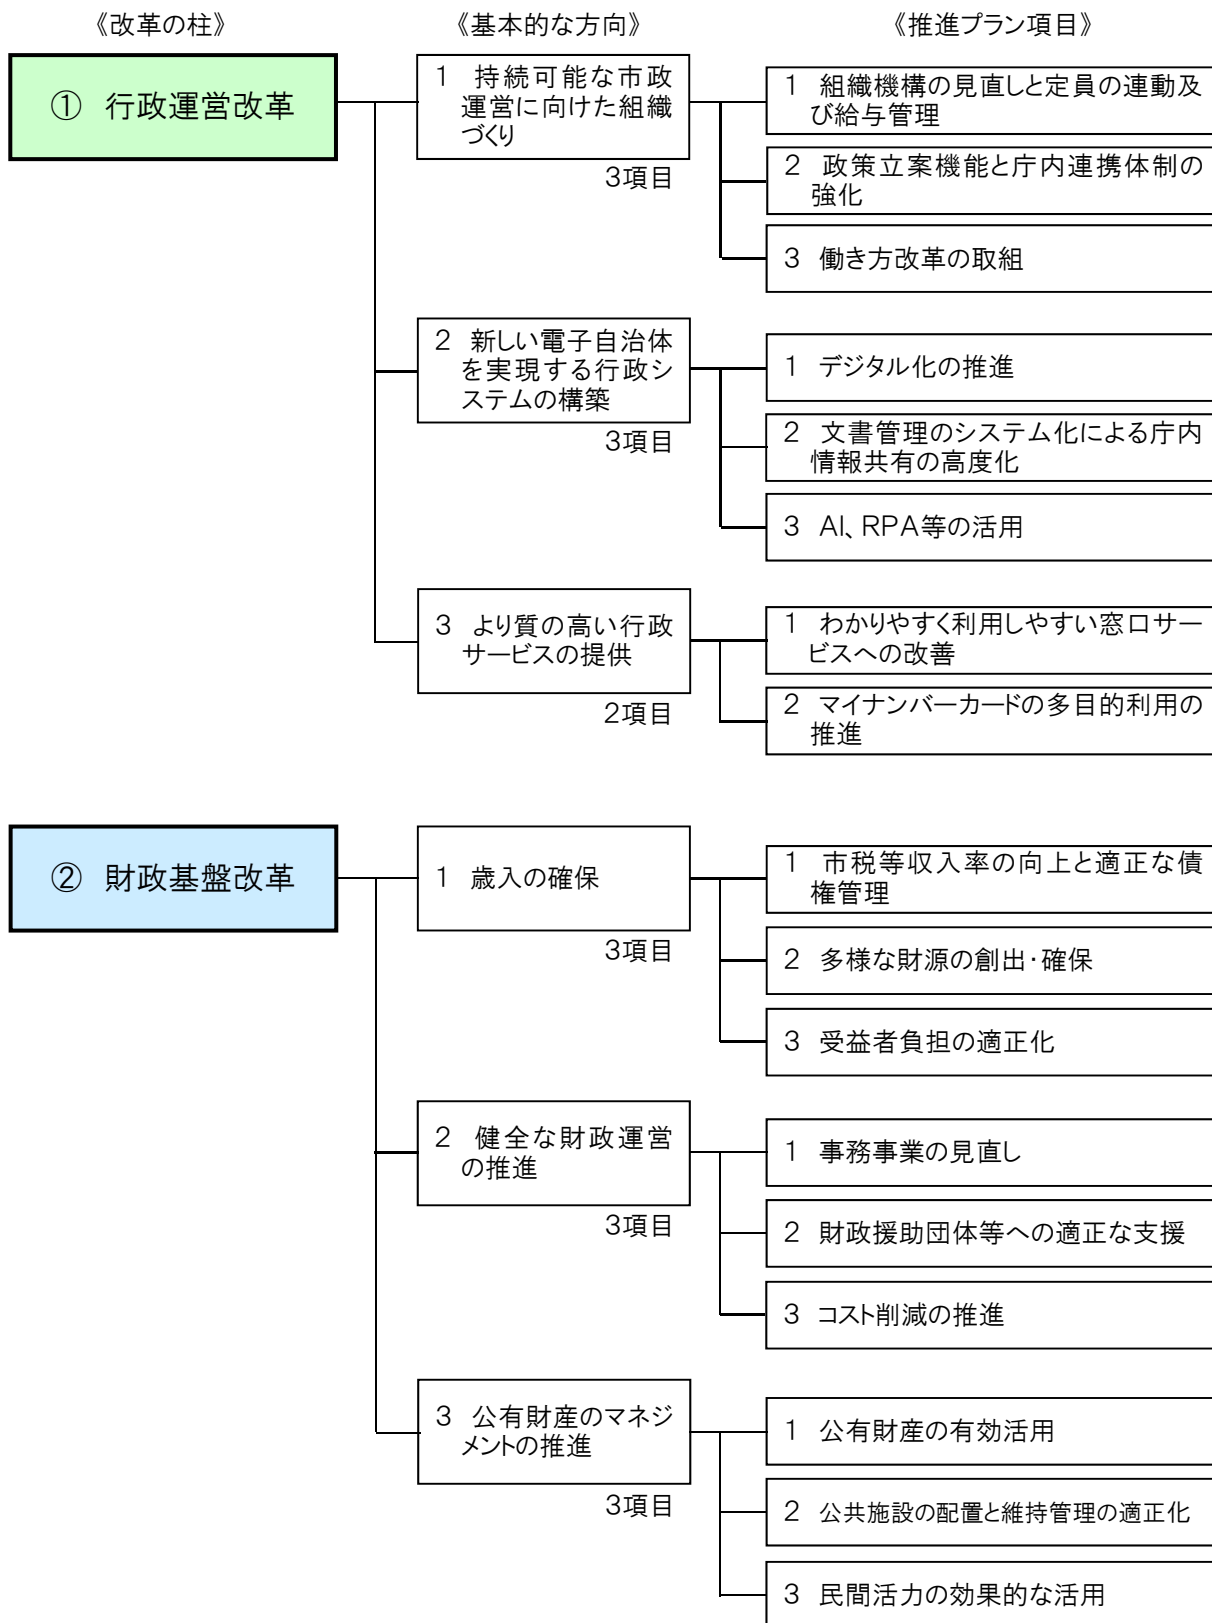 《改革の柱》
《基本的な方向》
《推進プラン項目》
① 行政運営改革
1 持続可能な市政
運営に向けた組織
づくり
3項目
1 組織機構の見直しと定員の連動及
び給与管理
2 政策立案機能と庁内連携体制の
強化
3 働き方改革の取組
2 新しい電子自治体
を実現する行政シ
ステムの構築
3項目
1 デジタル化の推進
2 文書管理のシステム化による庁内
情報共有の高度化
3 AI、RPA等の活用
3 より質の高い行政
サービスの提供
2項目
1 わかりやすく利用しやすい窓口サー
ビスへの改善
2 マイナンバーカードの多目的利用の
推進
② 財政基盤改革
1 歳入の確保
3項目
1 市税等収入率の向上と適正な債
権管理
2 多様な財源の創出・確保
3 受益者負担の適正化
2 健全な財政運営
の推進
3項目
1 事務事業の見直し
2 財政援助団体等への適正な支援
3 コスト削減の推進
3 公有財産のマネジ
メントの推進
3項目
1 公有財産の有効活用
2 公共施設の配置と維持管理の適正化
3 民間活力の効果的な活用